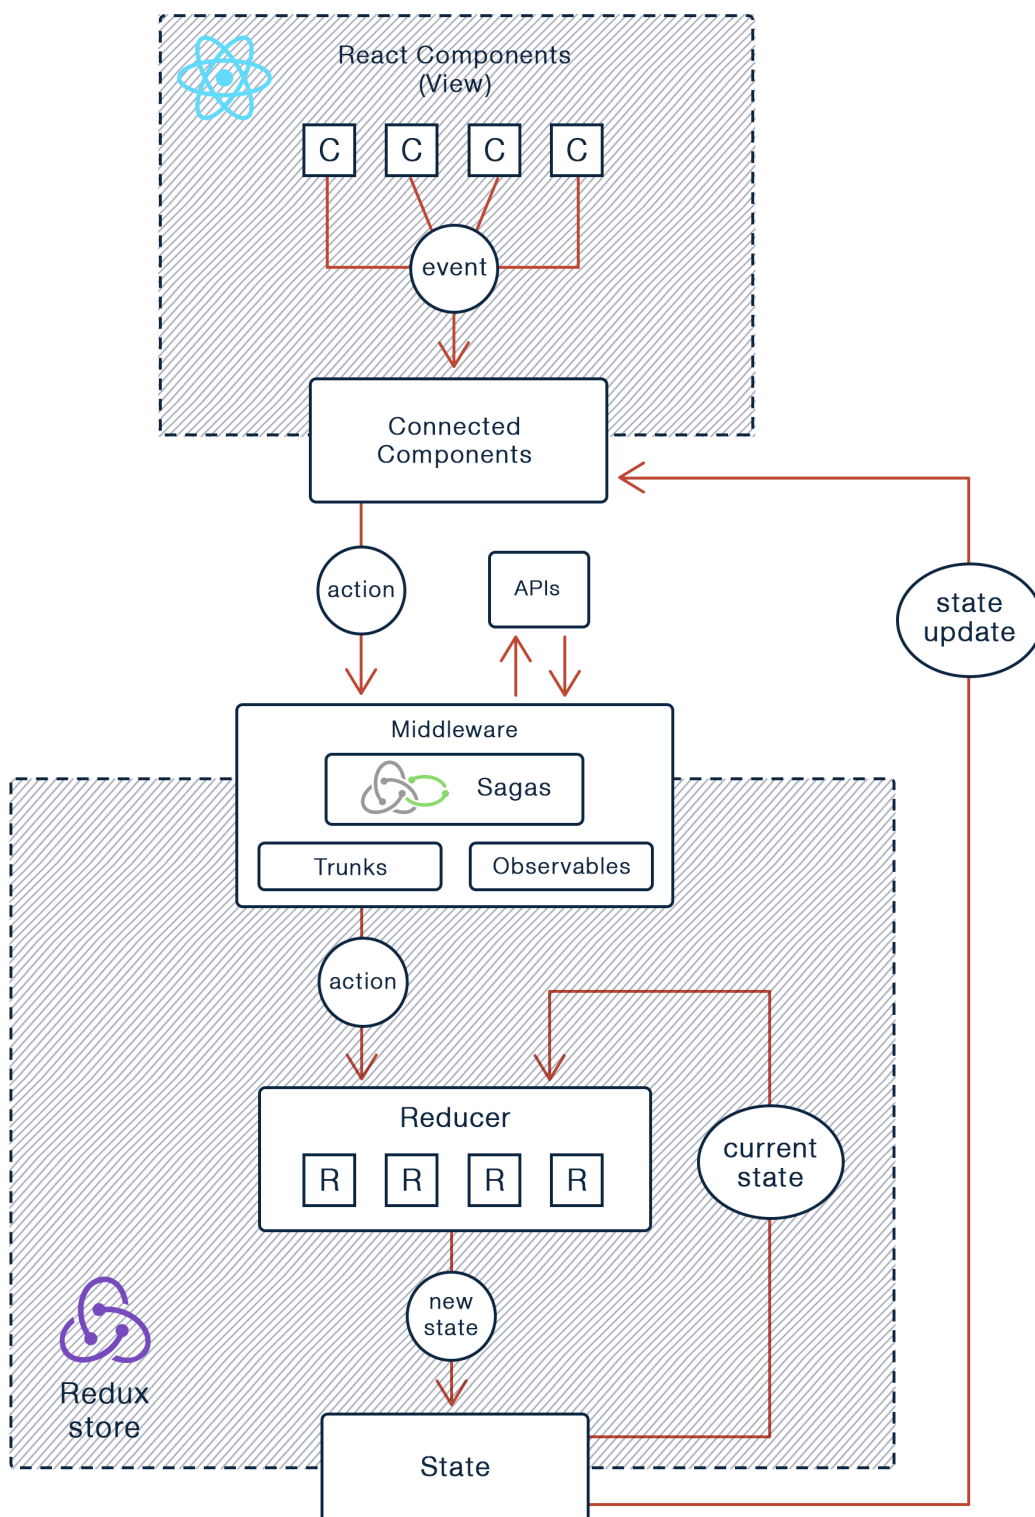 React Components
(View)
C
C
C
C
event
Connected
Components
action
APIs
state
update
Middleware
Sagas
Trunks
Observables
action
Reducer
R
R
R
R
current
state
new
state
Redux
store
State